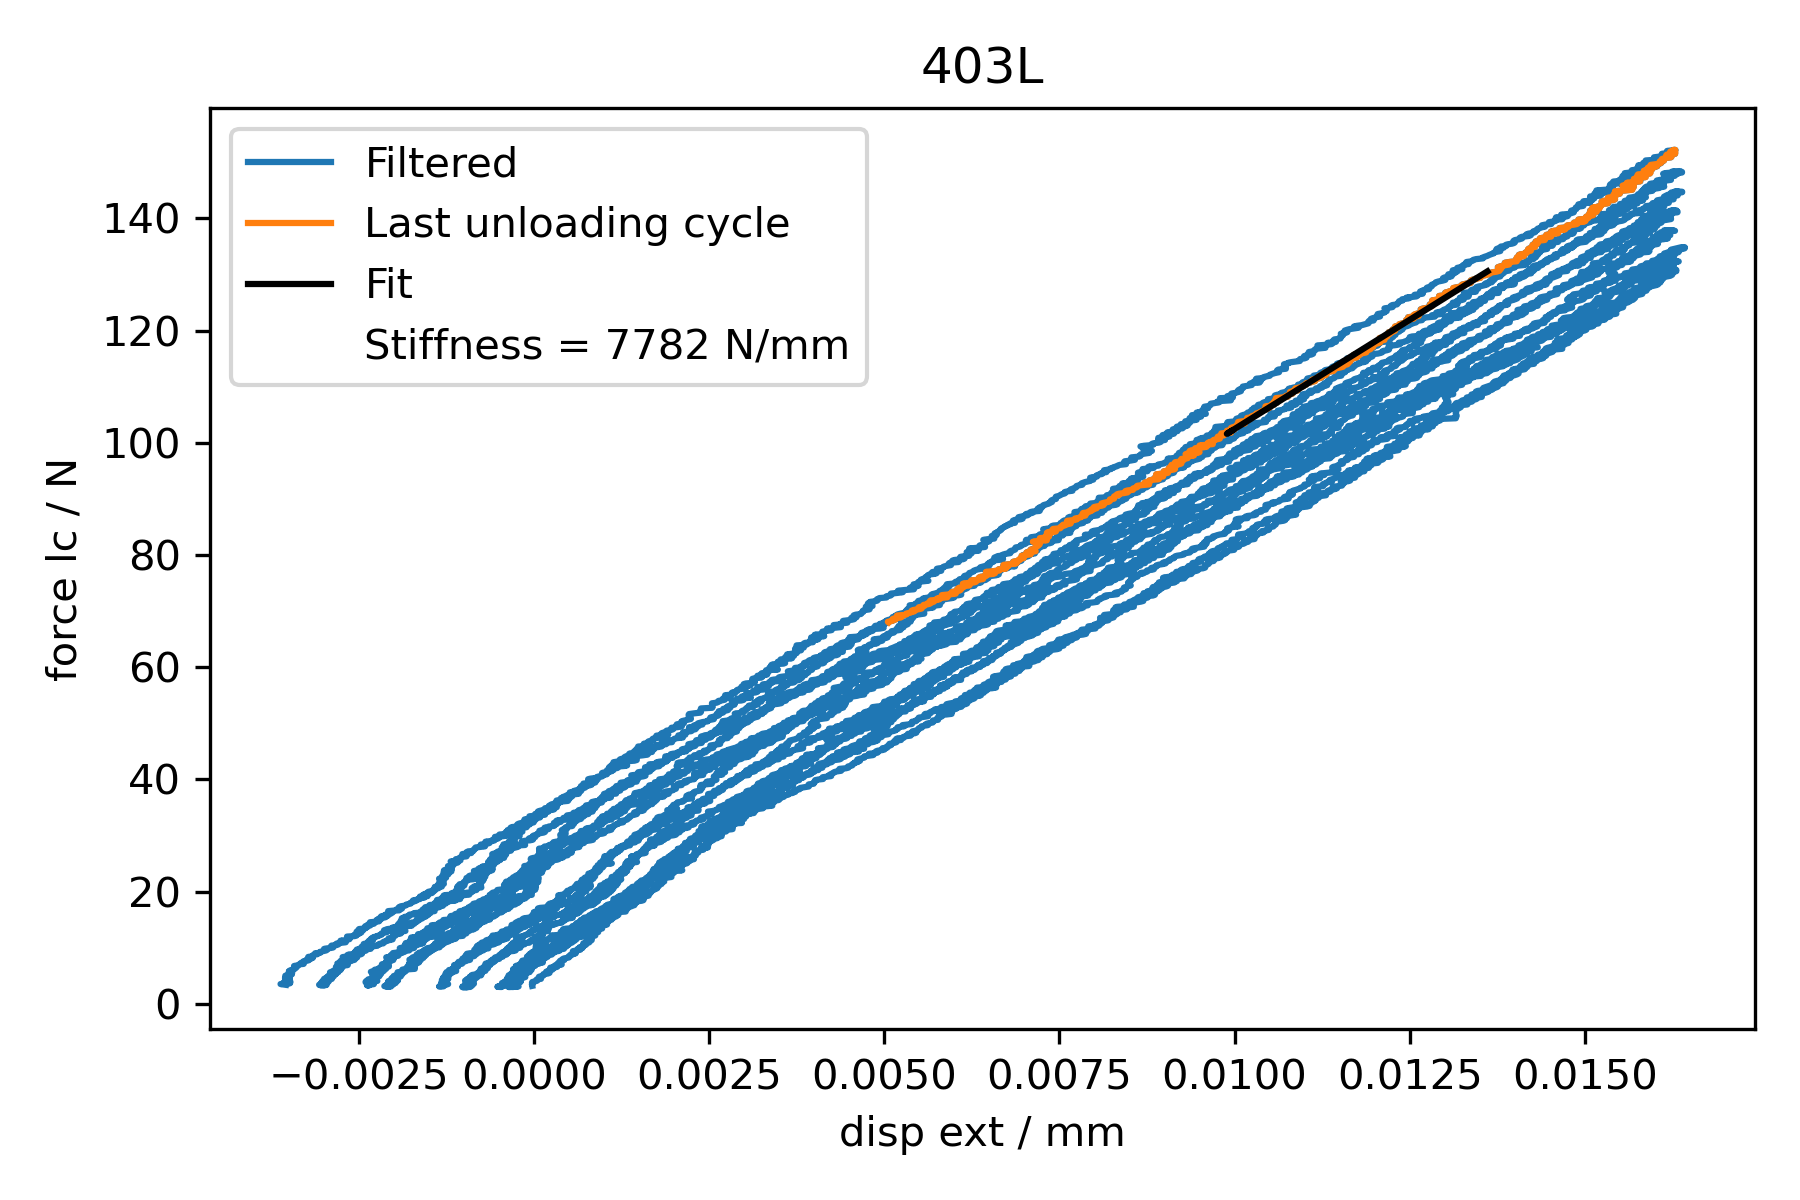 403L
Filtered
Last unloading cycle
Fit
Stiffness = 7782 N/mm
force lc / N
140
120
100
80
60
40
20
0
−0.0025 0.0000 0.0025 0.0050 0.0075 0.0100 0.0125 0.0150
disp ext / mm